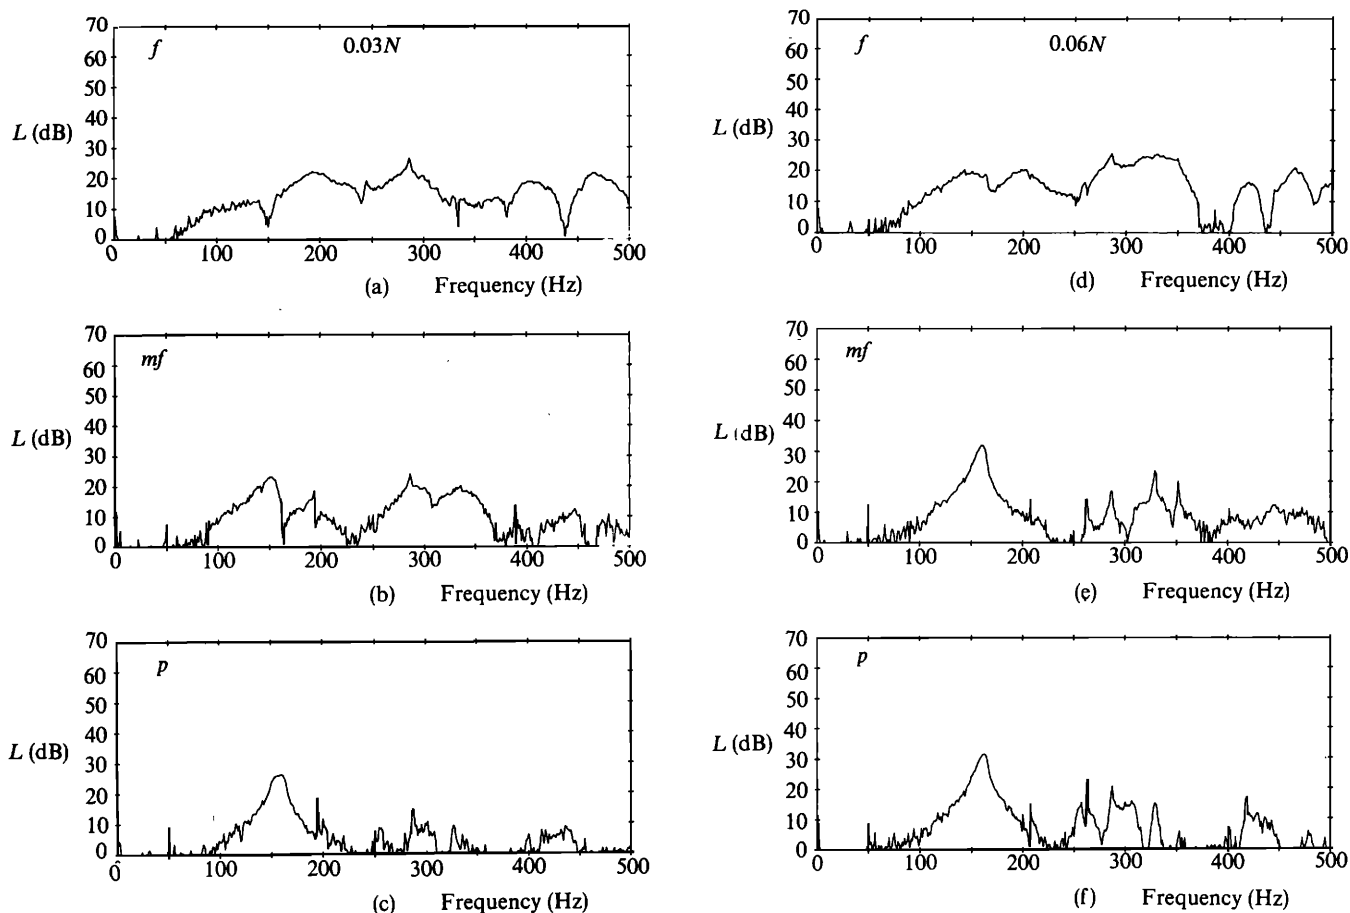 70
60
50
40
30
20
10
0
L (dB)
f
0.03N
100 200 300 400 500
(a) Frequency (Hz)
70
60
50
40
30
20
10
0
L (dB)
f
0.06N
0 100 200 300 400 500
(d) Frequency (Hz)
70
60
50
40
30
20
10
0
L (dB)
mf
0 100 200 300 400 500
(b) Frequency (Hz)
70
60
50
40
30
20
10
0
L (dB)
mf
0 100 200 300 400 500
(e) Frequency (Hz)
70
60
50
40
30
20
10
0
L (dB)
p
0 100 200 300 400 500
(c) Frequency (Hz)
70
60
50
40
30
20
10
0
L (dB)
p
0 100 200 300 400 500
(f) Frequency (Hz)